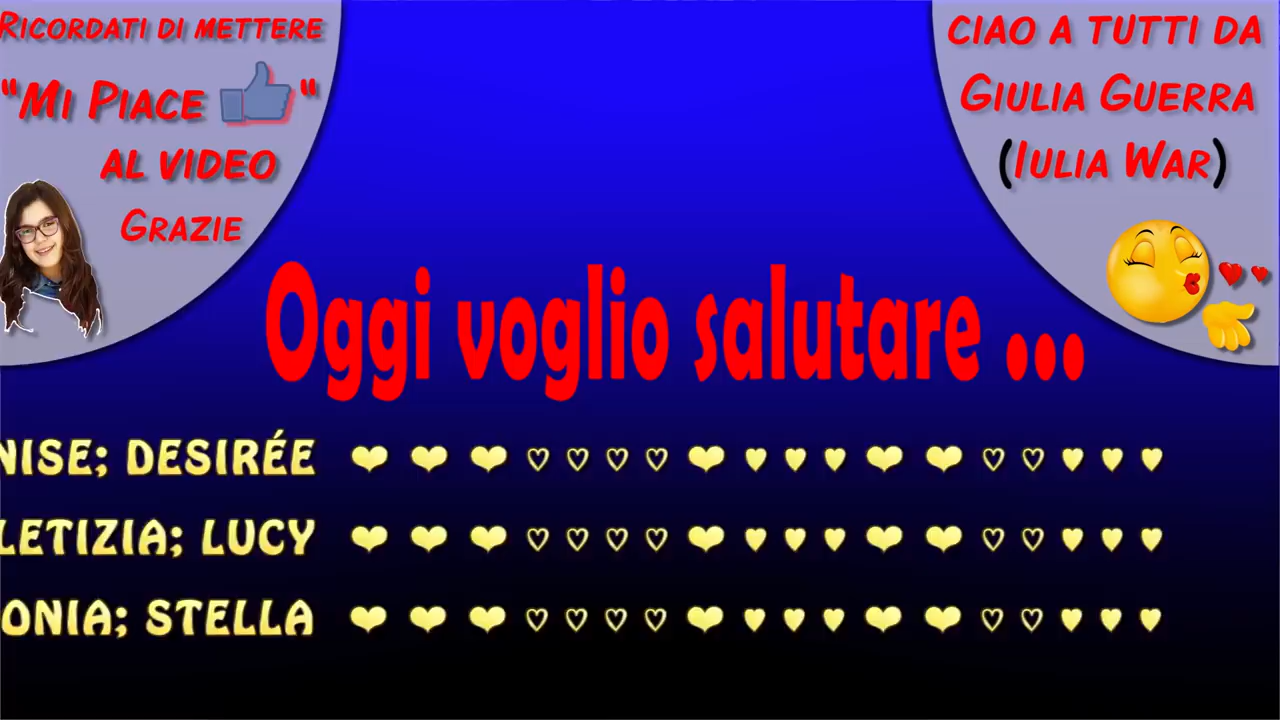 Ricordati di mettere
"Mi Piace 👍"
al video
Grazie
ciao a tutti da
Giulia Guerra
(Iulia War)
Oggi voglio salutare ...
NISE; DESIRÉE ❤ ❤ ❤ ♡ ♡ ♡ ♡ ❤ ♥ ♥ ♥ ❤ ❤ ♡ ♡ ♥ ♥ ♥
LETIZIA; LUCY ❤ ❤ ❤ ♡ ♡ ♡ ♡ ❤ ♥ ♥ ♥ ❤ ❤ ♡ ♡ ♥ ♥ ♥
ONIA; STELLA ❤ ❤ ❤ ♡ ♡ ♡ ♡ ❤ ♥ ♥ ♥ ❤ ❤ ♡ ♡ ♥ ♥ ♥